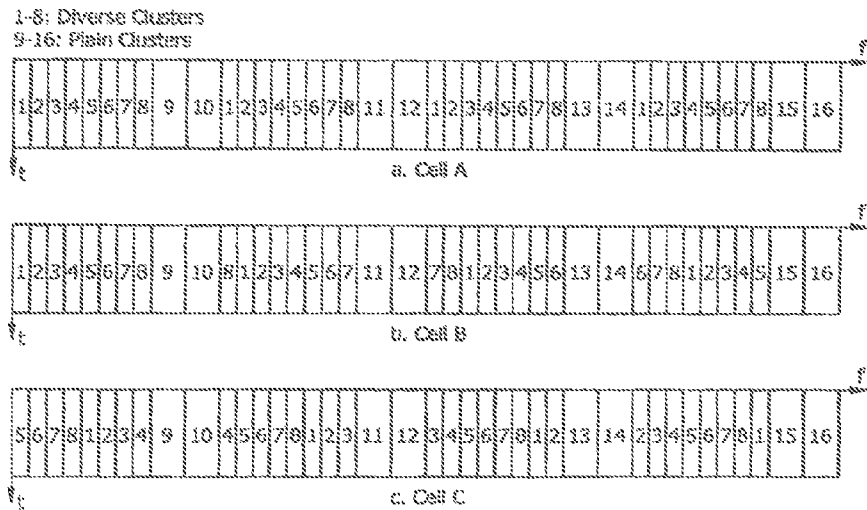 1-8: Diverse Clusters
9-16: Plain Clusters
f
1 2 3 4 5 6 7 8 9 10 1 2 3 4 5 6 7 8 11 12 1 2 3 4 5 6 7 8 13 14 1 2 3 4 5 6 7 8 15 16
t
a. Cell A
f
1 2 3 4 5 6 7 8 9 10 8 1 2 3 4 5 6 7 11 12 7 8 1 2 3 4 5 6 13 14 6 7 8 1 2 3 4 5 15 16
t
b. Cell B
f
5 6 7 8 1 2 3 4 9 10 4 5 6 7 8 1 2 3 11 12 3 4 5 6 7 8 1 2 13 14 2 3 4 5 6 7 8 1 15 16
t
c. Cell C